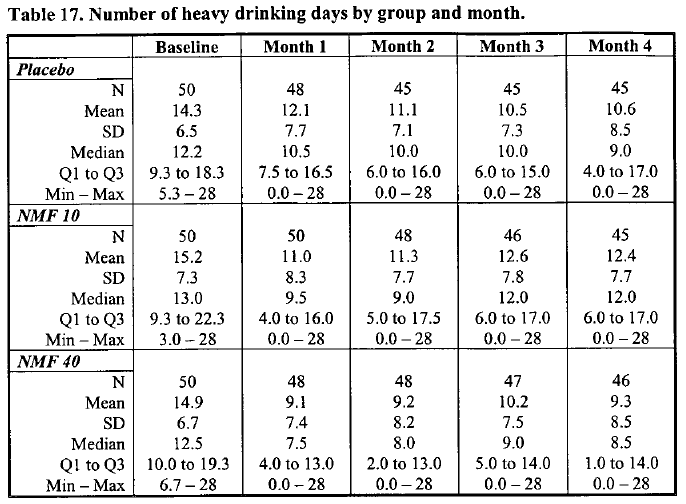 Table 17. Number of heavy drinking days by group and month.
Baseline Month 1 Month 2 Month 3 Month 4
Placebo
N 50 48 45 45 45
Mean 14.3 12.1 11.1 10.5 10.6
SD 6.5 7.7 7.1 7.3 8.5
Median 12.2 10.5 10.0 10.0 9.0
Q1 to Q3 9.3 to 18.3 7.5 to 16.5 6.0 to 16.0 6.0 to 15.0 4.0 to 17.0
Min – Max 5.3 – 28 0.0 – 28 0.0 – 28 0.0 – 28 0.0 – 28
NMF 10
N 50 50 48 46 45
Mean 15.2 11.0 11.3 12.6 12.4
SD 7.3 8.3 7.7 7.8 7.7
Median 13.0 9.5 9.0 12.0 12.0
Q1 to Q3 9.3 to 22.3 4.0 to 16.0 5.0 to 17.5 6.0 to 17.0 6.0 to 17.0
Min – Max 3.0 – 28 0.0 – 28 0.0 – 28 0.0 – 28 0.0 – 28
NMF 40
N 50 48 48 47 46
Mean 14.9 9.1 9.2 10.2 9.3
SD 6.7 7.4 8.2 7.5 8.5
Median 12.5 7.5 8.0 9.0 8.5
Q1 to Q3 10.0 to 19.3 4.0 to 13.0 2.0 to 13.0 5.0 to 14.0 1.0 to 14.0
Min – Max 6.7 – 28 0.0 – 28 0.0 – 28 0.0 – 28 0.0 – 28